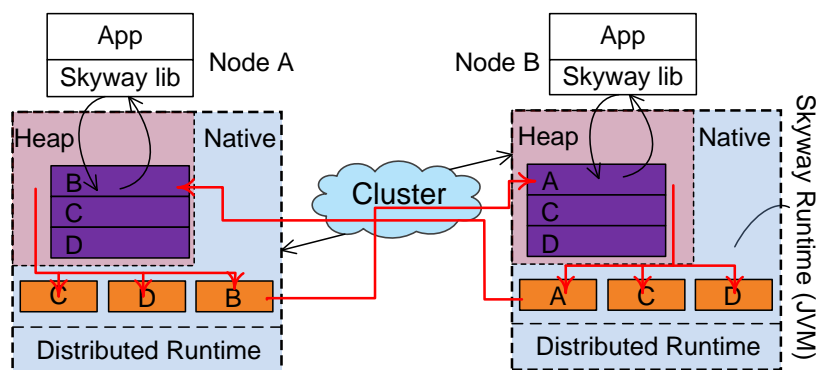 App
Skyway lib
Node A
Heap
Native
B
C
D
C
D
B
Distributed Runtime
Cluster
Node B
App
Skyway lib
Heap
Native
A
C
D
A
C
D
Distributed Runtime
Skyway Runtime (JVM)